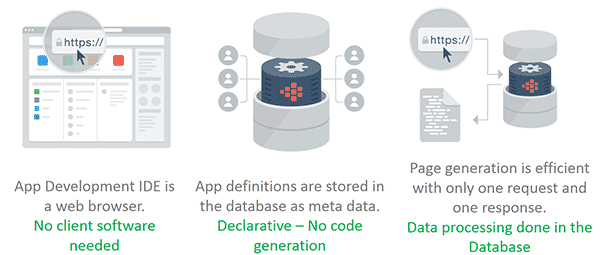 https://
App Development IDE is
a web browser.
No client software
needed
App definitions are stored in
the database as meta data.
Declarative – No code
generation
https://
Page generation is efficient
with only one request and
one response.
Data processing done in the
Database